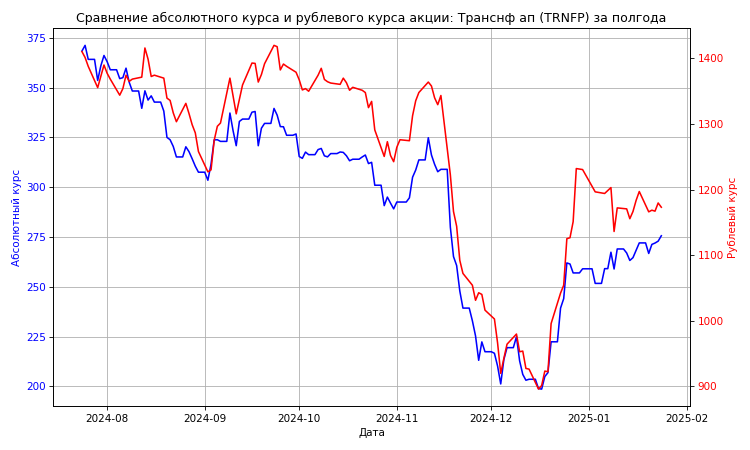 Сравнение абсолютного курса и рублевого курса акции: Транснф ап (TRNFP) за полгода
375
350
325
300
275
250
225
200
Абсолютный курс
1400
1300
1200
1100
1000
900
Рублевый курс
2024-08 2024-09 2024-10 2024-11 2024-12 2025-01 2025-02
Дата